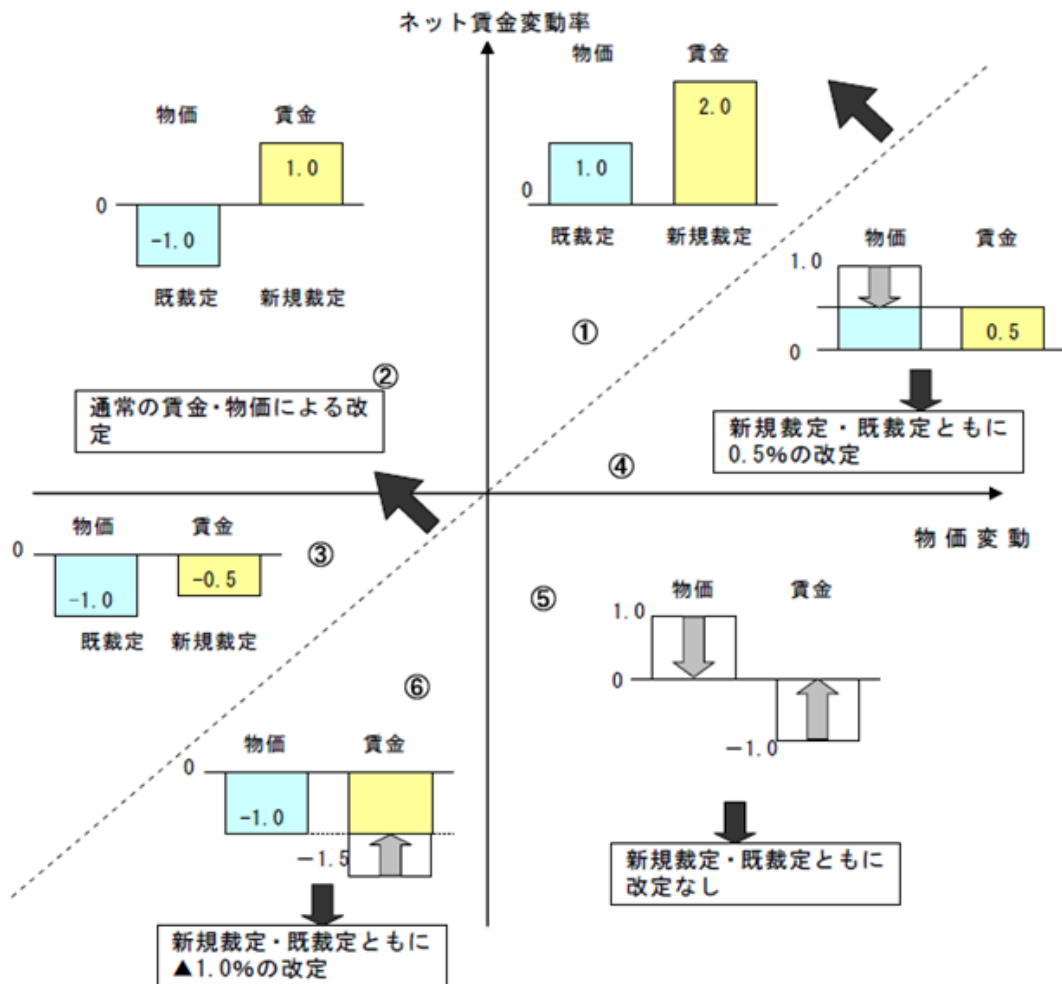 ネット賃金変動率
物価 賃金
2.0
1.0
0
既裁定 新規裁定
物価 賃金
1.0
0
-1.0
既裁定 新規裁定
物価 賃金
1.0
0.5
0
①
②
通常の賃金・物価による改
定
新規裁定・既裁定ともに
0.5%の改定
④
物価変動
物価 賃金
0
-1.0
-0.5
既裁定 新規裁定
③
⑤
物価 賃金
1.0
0
-1.0
⑥
物価 賃金
0
-1.0
-1.5
新規裁定・既裁定ともに
改定なし
新規裁定・既裁定ともに
▲1.0%の改定